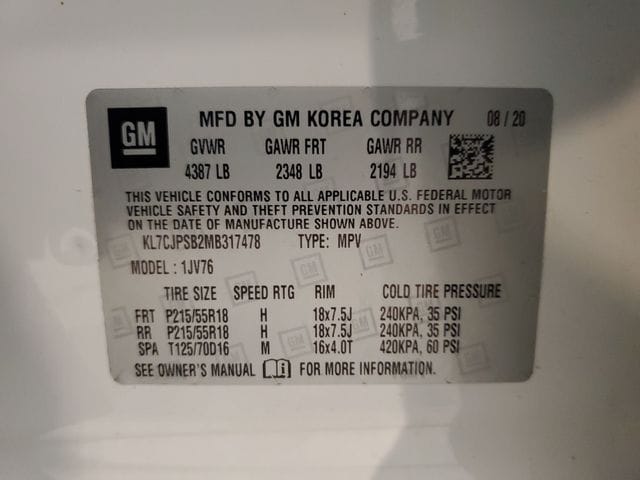 GM MFD BY GM KOREA COMPANY 08 / 20
GVWR GAWR FRT GAWR RR
4387 LB 2348 LB 2194 LB
THIS VEHICLE CONFORMS TO ALL APPLICABLE U.S. FEDERAL MOTOR
VEHICLE SAFETY AND THEFT PREVENTION STANDARDS IN EFFECT
ON THE DATE OF MANUFACTURE SHOWN ABOVE.
KL7CJPSB2MB317478 TYPE: MPV
MODEL : 1JV76
TIRE SIZE SPEED RTG RIM COLD TIRE PRESSURE
FRT P215/55R18 H 18x7.5J 240KPA, 35 PSI
RR P215/55R18 H 18x7.5J 240KPA, 35 PSI
SPA T125/70D16 M 16x4.0T 420KPA, 60 PSI
SEE OWNER'S MANUAL FOR MORE INFORMATION.